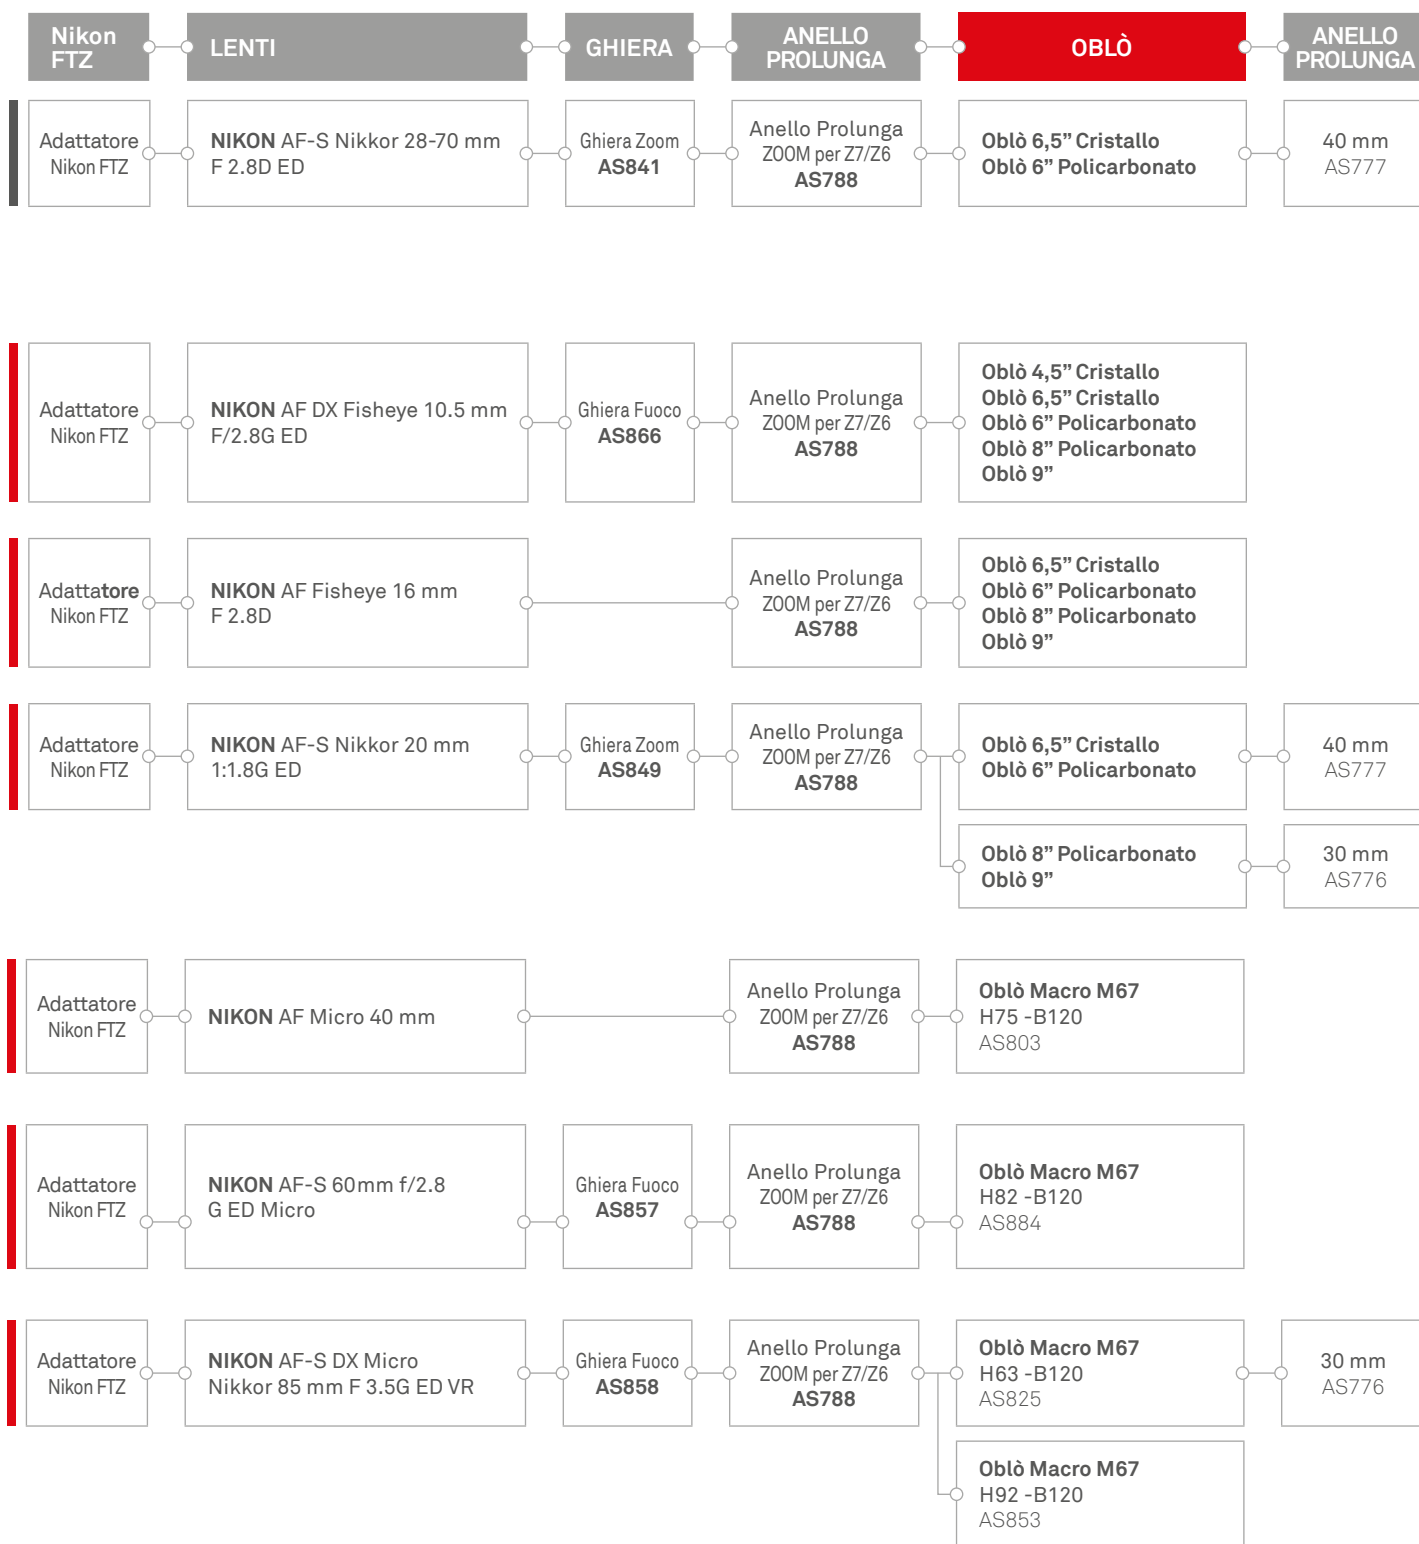 Nikon
FTZ
LENTI
GHIERA
ANELLO
PROLUNGA
OBLÒ
ANELLO
PROLUNGA
Adattatore
Nikon FTZ
NIKON AF-S Nikkor 28-70 mm
F 2.8D ED
Ghiera Zoom
AS841
Anello Prolunga
ZOOM per Z7/Z6
AS788
Oblò 6,5” Cristallo
Oblò 6” Policarbonato
40 mm
AS777
Adattatore
Nikon FTZ
NIKON AF DX Fisheye 10.5 mm
F/2.8G ED
Ghiera Fuoco
AS866
Anello Prolunga
ZOOM per Z7/Z6
AS788
Oblò 4,5” Cristallo
Oblò 6,5” Cristallo
Oblò 6” Policarbonato
Oblò 8” Policarbonato
Oblò 9”
Adattatore
Nikon FTZ
NIKON AF Fisheye 16 mm
F 2.8D
Anello Prolunga
ZOOM per Z7/Z6
AS788
Oblò 6,5” Cristallo
Oblò 6” Policarbonato
Oblò 8” Policarbonato
Oblò 9”
Adattatore
Nikon FTZ
NIKON AF-S Nikkor 20 mm
1:1.8G ED
Ghiera Zoom
AS849
Anello Prolunga
ZOOM per Z7/Z6
AS788
Oblò 6,5” Cristallo
Oblò 6” Policarbonato
40 mm
AS777
Oblò 8” Policarbonato
Oblò 9”
30 mm
AS776
Adattatore
Nikon FTZ
NIKON AF Micro 40 mm
Anello Prolunga
ZOOM per Z7/Z6
AS788
Oblò Macro M67
H75 -B120
AS803
Adattatore
Nikon FTZ
NIKON AF-S 60mm f/2.8
G ED Micro
Ghiera Fuoco
AS857
Anello Prolunga
ZOOM per Z7/Z6
AS788
Oblò Macro M67
H82 -B120
AS884
Adattatore
Nikon FTZ
NIKON AF-S DX Micro
Nikkor 85 mm F 3.5G ED VR
Ghiera Fuoco
AS858
Anello Prolunga
ZOOM per Z7/Z6
AS788
Oblò Macro M67
H63 -B120
AS825
30 mm
AS776
Oblò Macro M67
H92 -B120
AS853